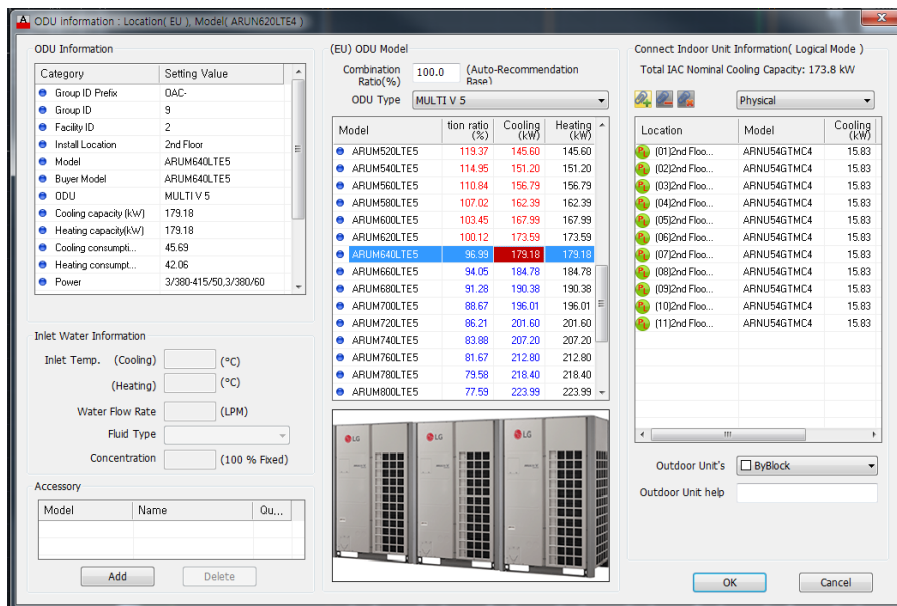 ODU information : Location( EU ), Model( ARUN620LTE4 )
ODU Information
Category Setting Value
Group ID Prefix OAC-
Group ID 9
Facility ID 2
Install Location 2nd Floor
Model ARUM640LTE5
Buyer Model ARUM640LTE5
ODU MULTI V 5
Cooling capacity (kW) 179.18
Heating capacity(kW) 179.18
Cooling consumpti... 45.69
Heating consumpt... 42.06
Power 3/380-415/50,3/380/60
Inlet Water Information
Inlet Temp. (Cooling) (°C)
(Heating) (°C)
Water Flow Rate (LPM)
Fluid Type
Concentration (100 % Fixed)
Accessory
Model Name Qu...
Add Delete
(EU) ODU Model
Combination Ratio(%) 100.0 (Auto-Recommendation Base)
ODU Type MULTI V 5
Model tion ratio (%) Cooling (kW) Heating (kW)
ARUM520LTE5 119.37 145.60 145.60
ARUM540LTE5 114.95 151.20 151.20
ARUM560LTE5 110.84 156.79 156.79
ARUM580LTE5 107.02 162.39 162.39
ARUM600LTE5 103.45 167.99 167.99
ARUM620LTE5 100.12 173.59 173.59
ARUM640LTE5 96.99 179.18 179.18
ARUM660LTE5 94.05 184.78 184.78
ARUM680LTE5 91.28 190.38 190.38
ARUM700LTE5 88.67 196.01 196.01
ARUM720LTE5 86.21 201.60 201.60
ARUM740LTE5 83.88 207.20 207.20
ARUM760LTE5 81.67 212.80 212.80
ARUM780LTE5 79.58 218.40 218.40
ARUM800LTE5 77.59 223.99 223.99
LG LG LG
Connect Indoor Unit Information( Logical Mode )
Total IAC Nominal Cooling Capacity: 173.8 kW
Physical
Location Model Cooling (kW)
(01)2nd Floo... ARNU54GTMC4 15.83
(02)2nd Floo... ARNU54GTMC4 15.83
(03)2nd Floo... ARNU54GTMC4 15.83
(04)2nd Floo... ARNU54GTMC4 15.83
(05)2nd Floo... ARNU54GTMC4 15.83
(06)2nd Floo... ARNU54GTMC4 15.83
(07)2nd Floo... ARNU54GTMC4 15.83
(08)2nd Floo... ARNU54GTMC4 15.83
(09)2nd Floo... ARNU54GTMC4 15.83
(10)2nd Floo... ARNU54GTMC4 15.83
(11)2nd Floo... ARNU54GTMC4 15.83
Outdoor Unit's ByBlock
Outdoor Unit help
OK Cancel